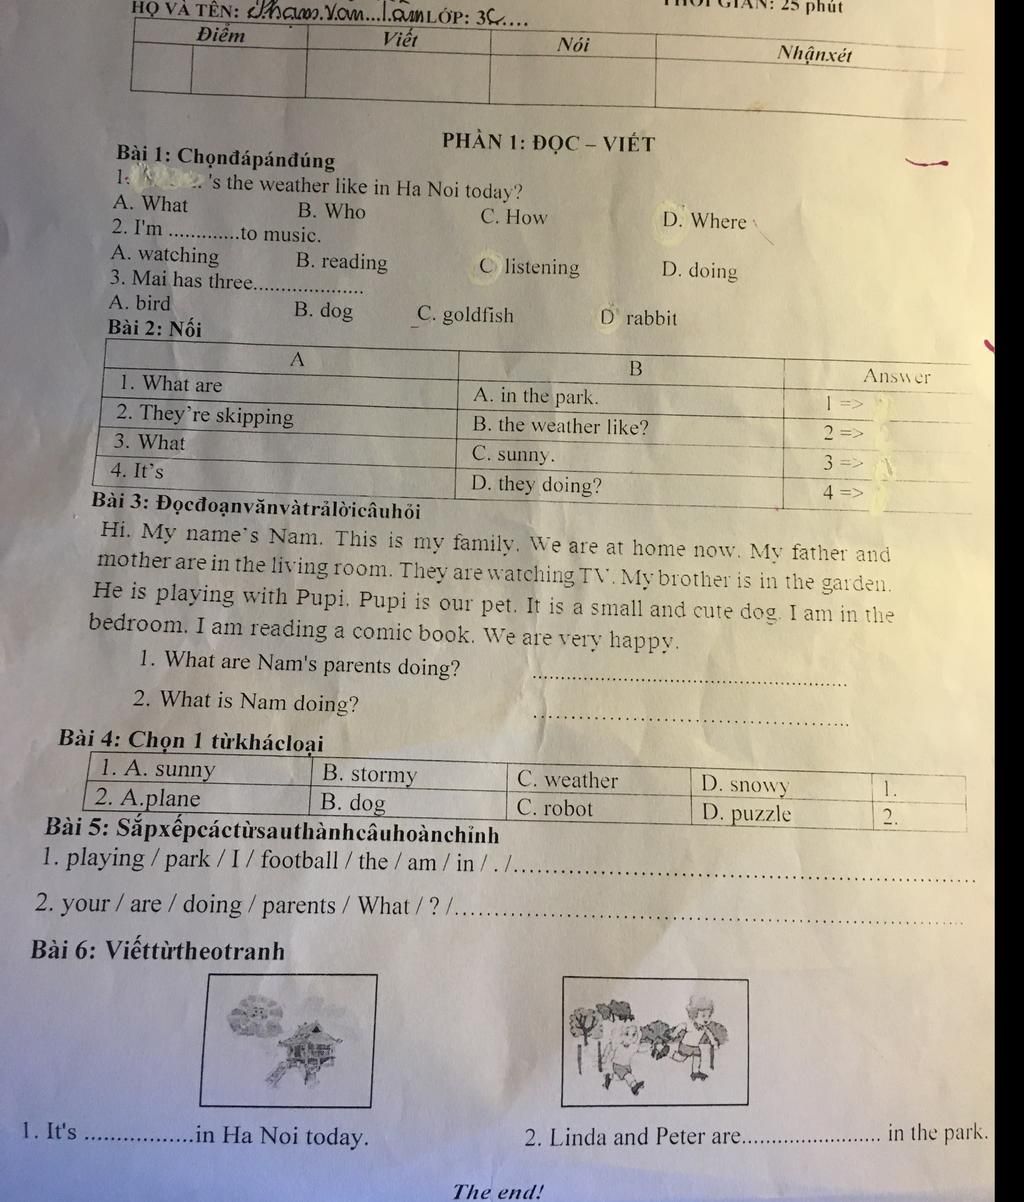 HỌ VÀ TÊN: Phạm.Văn...Lâm LỚP: 3C.... THỜI GIAN: 25 phút
Điểm Viết Nói Nhậnxét
PHẦN 1: ĐỌC – VIẾT
Bài 1: Chọnđápánđúng
1. 's the weather like in Ha Noi today?
A. What B. Who C. How D. Where
2. I'm .............to music.
A. watching B. reading C listening D. doing
3. Mai has three....................
A. bird B. dog C. goldfish D rabbit
Bài 2: Nối
A B Answer
1. What are A. in the park. 1 =>
2. They're skipping B. the weather like? 2 =>
3. What C. sunny. 3 =>
4. It's D. they doing? 4 =>
Bài 3: Đọcđoạnvănvàtrảlờicâuhỏi
Hi. My name's Nam. This is my family. We are at home now. My father and
mother are in the living room. They are watching TV. My brother is in the garden.
He is playing with Pupi. Pupi is our pet. It is a small and cute dog. I am in the
bedroom. I am reading a comic book. We are very happy.
1. What are Nam's parents doing? ....................................................
2. What is Nam doing? ....................................................
Bài 4: Chọn 1 từkhácloại
1. A. sunny B. stormy C. weather D. snowy 1.
2. A.plane B. dog C. robot D. puzzle 2.
Bài 5: Sắpxếpcáctừsauthànhcâuhoànchỉnh
1. playing / park / I / football / the / am / in / . /......................................................................
2. your / are / doing / parents / What / ? /......................................................................
Bài 6: Viếttừtheotranh
1. It's ..................in Ha Noi today. 2. Linda and Peter are........................ in the park.
The end!